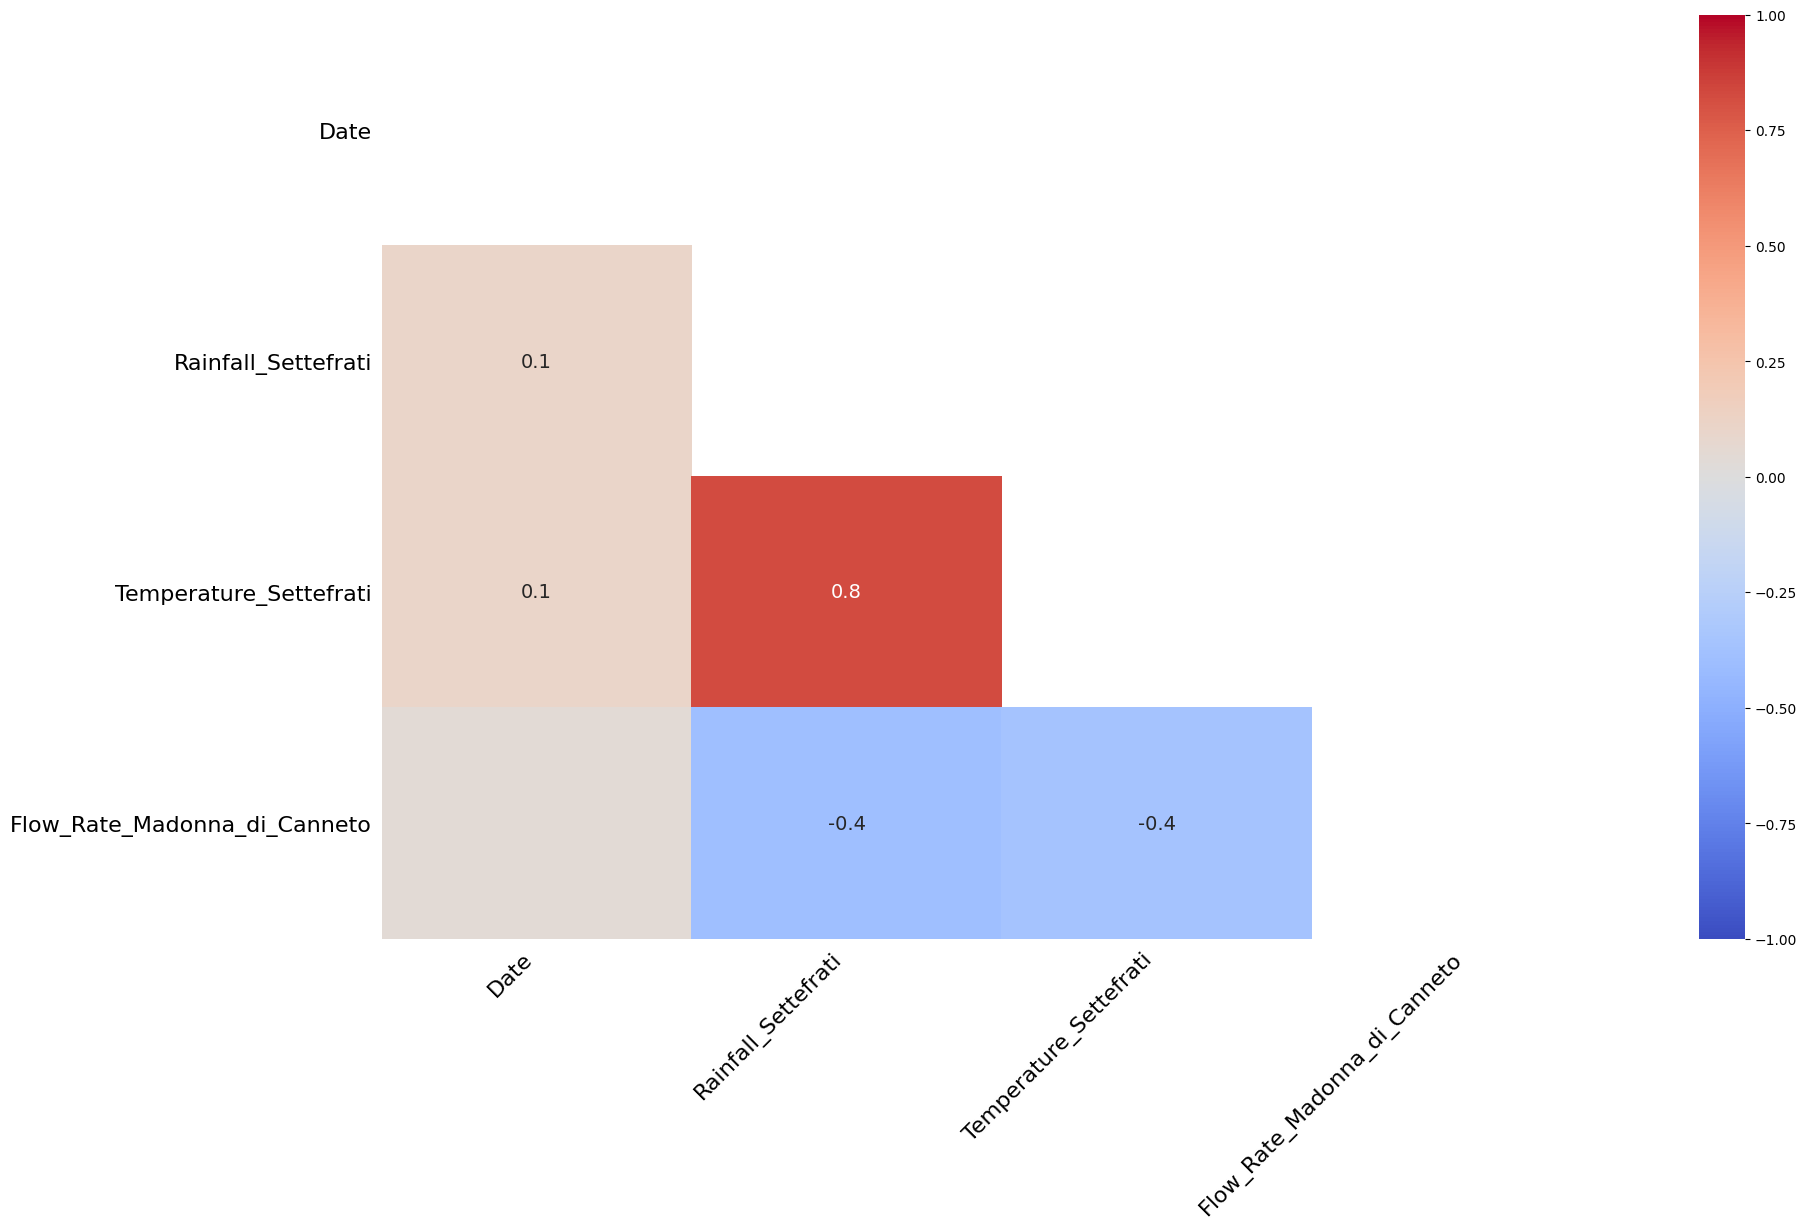 1.00
Date
0.75
0.50
Rainfall_Settefrati
0.1
0.25
0.00
Temperature_Settefrati
0.1
0.8
−0.25
−0.50
Flow_Rate_Madonna_di_Canneto
-0.4
-0.4
−0.75
−1.00
Date
Rainfall_Settefrati
Temperature_Settefrati
Flow_Rate_Madonna_di_Canneto